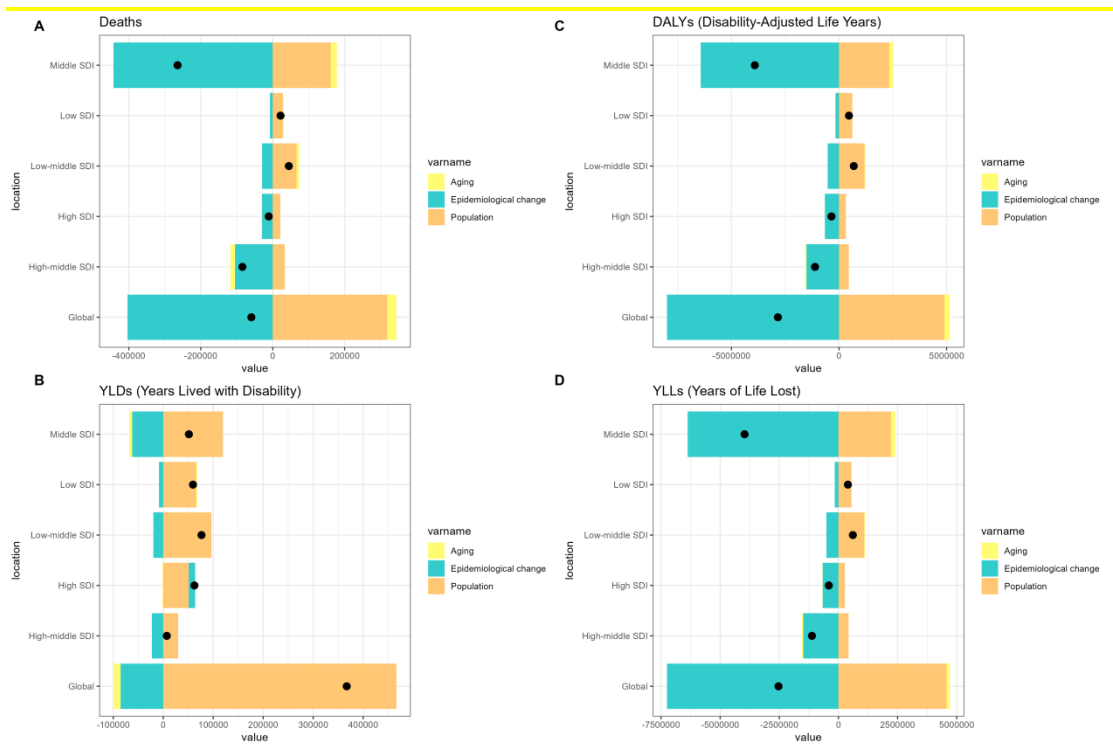 A
Deaths
Middle SDI
Low SDI
Low-middle SDI
High SDI
High-middle SDI
Global
location
-400000 -200000 0 200000
value
varname
Aging
Epidemiological change
Population
C
DALYs (Disability-Adjusted Life Years)
Middle SDI
Low SDI
Low-middle SDI
High SDI
High-middle SDI
Global
location
-5000000 0 5000000
value
varname
Aging
Epidemiological change
Population
B
YLDs (Years Lived with Disability)
Middle SDI
Low SDI
Low-middle SDI
High SDI
High-middle SDI
Global
location
-100000 0 100000 200000 300000 400000
value
varname
Aging
Epidemiological change
Population
D
YLLs (Years of Life Lost)
Middle SDI
Low SDI
Low-middle SDI
High SDI
High-middle SDI
Global
location
-7500000 -5000000 -2500000 0 2500000 5000000
value
varname
Aging
Epidemiological change
Population